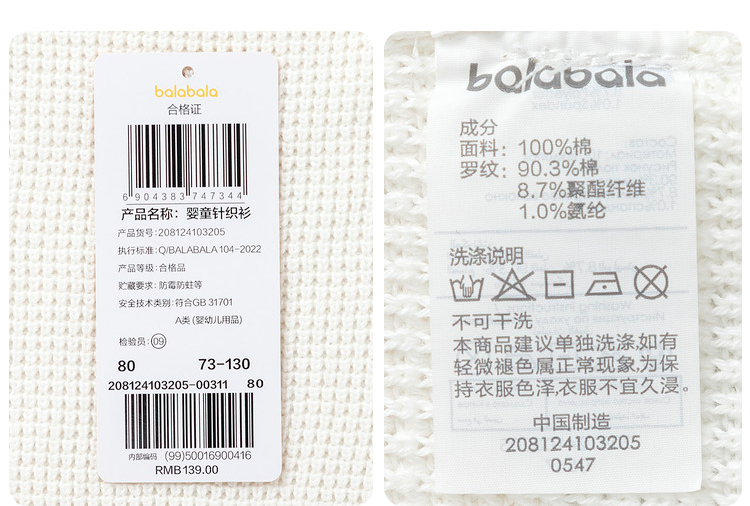 balabala
合格证
6 904383 747344
产品名称：婴童针织衫
产品货号：208124103205
执行标准：Q/BALABALA 104-2022
产品等级：合格品
贮藏要求：防霉防蛀等
安全技术类别：符合GB 31701
A类 (婴幼儿用品)
检验员：09
80 73-130
208124103205-00311 80
内部编码 (99)50016900416
RMB139.00
balabala
成分
面料：100%棉
罗纹：90.3%棉
8.7%聚酯纤维
1.0%氨纶
洗涤说明
不可干洗
本商品建议单独洗涤,如有
轻微褪色属正常现象,为保
持衣服色泽,衣服不宜久浸。
中国制造
208124103205
0547